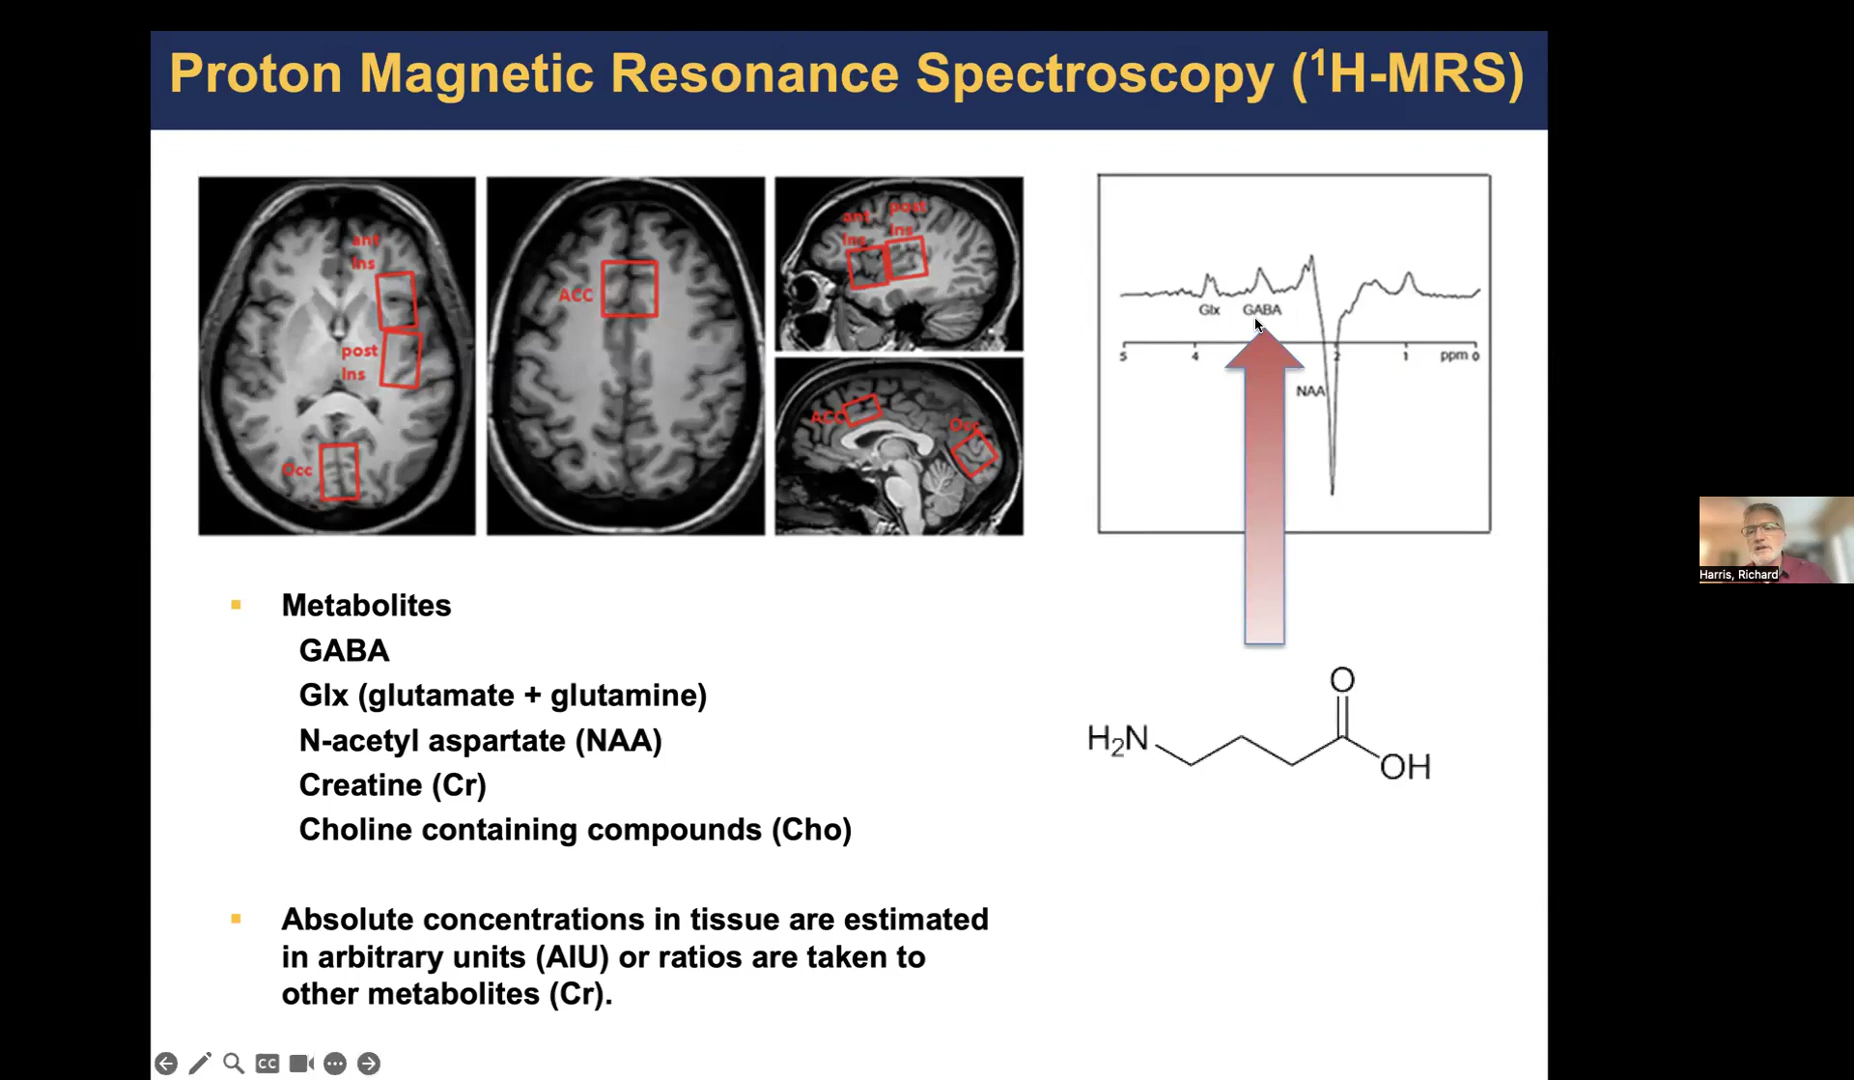 Proton Magnetic Resonance Spectroscopy (¹H-MRS)
ant
Ins
post
Ins
Occ
ACC
ant
Ins
post
Ins
ACC
Occ
Glx GABA
5 4 2 1 ppm 0
NAA
Metabolites
GABA
Glx (glutamate + glutamine)
N-acetyl aspartate (NAA)
Creatine (Cr)
Choline containing compounds (Cho)
Absolute concentrations in tissue are estimated
in arbitrary units (AIU) or ratios are taken to
other metabolites (Cr).
O
H₂N
OH
Harris, Richard
CC